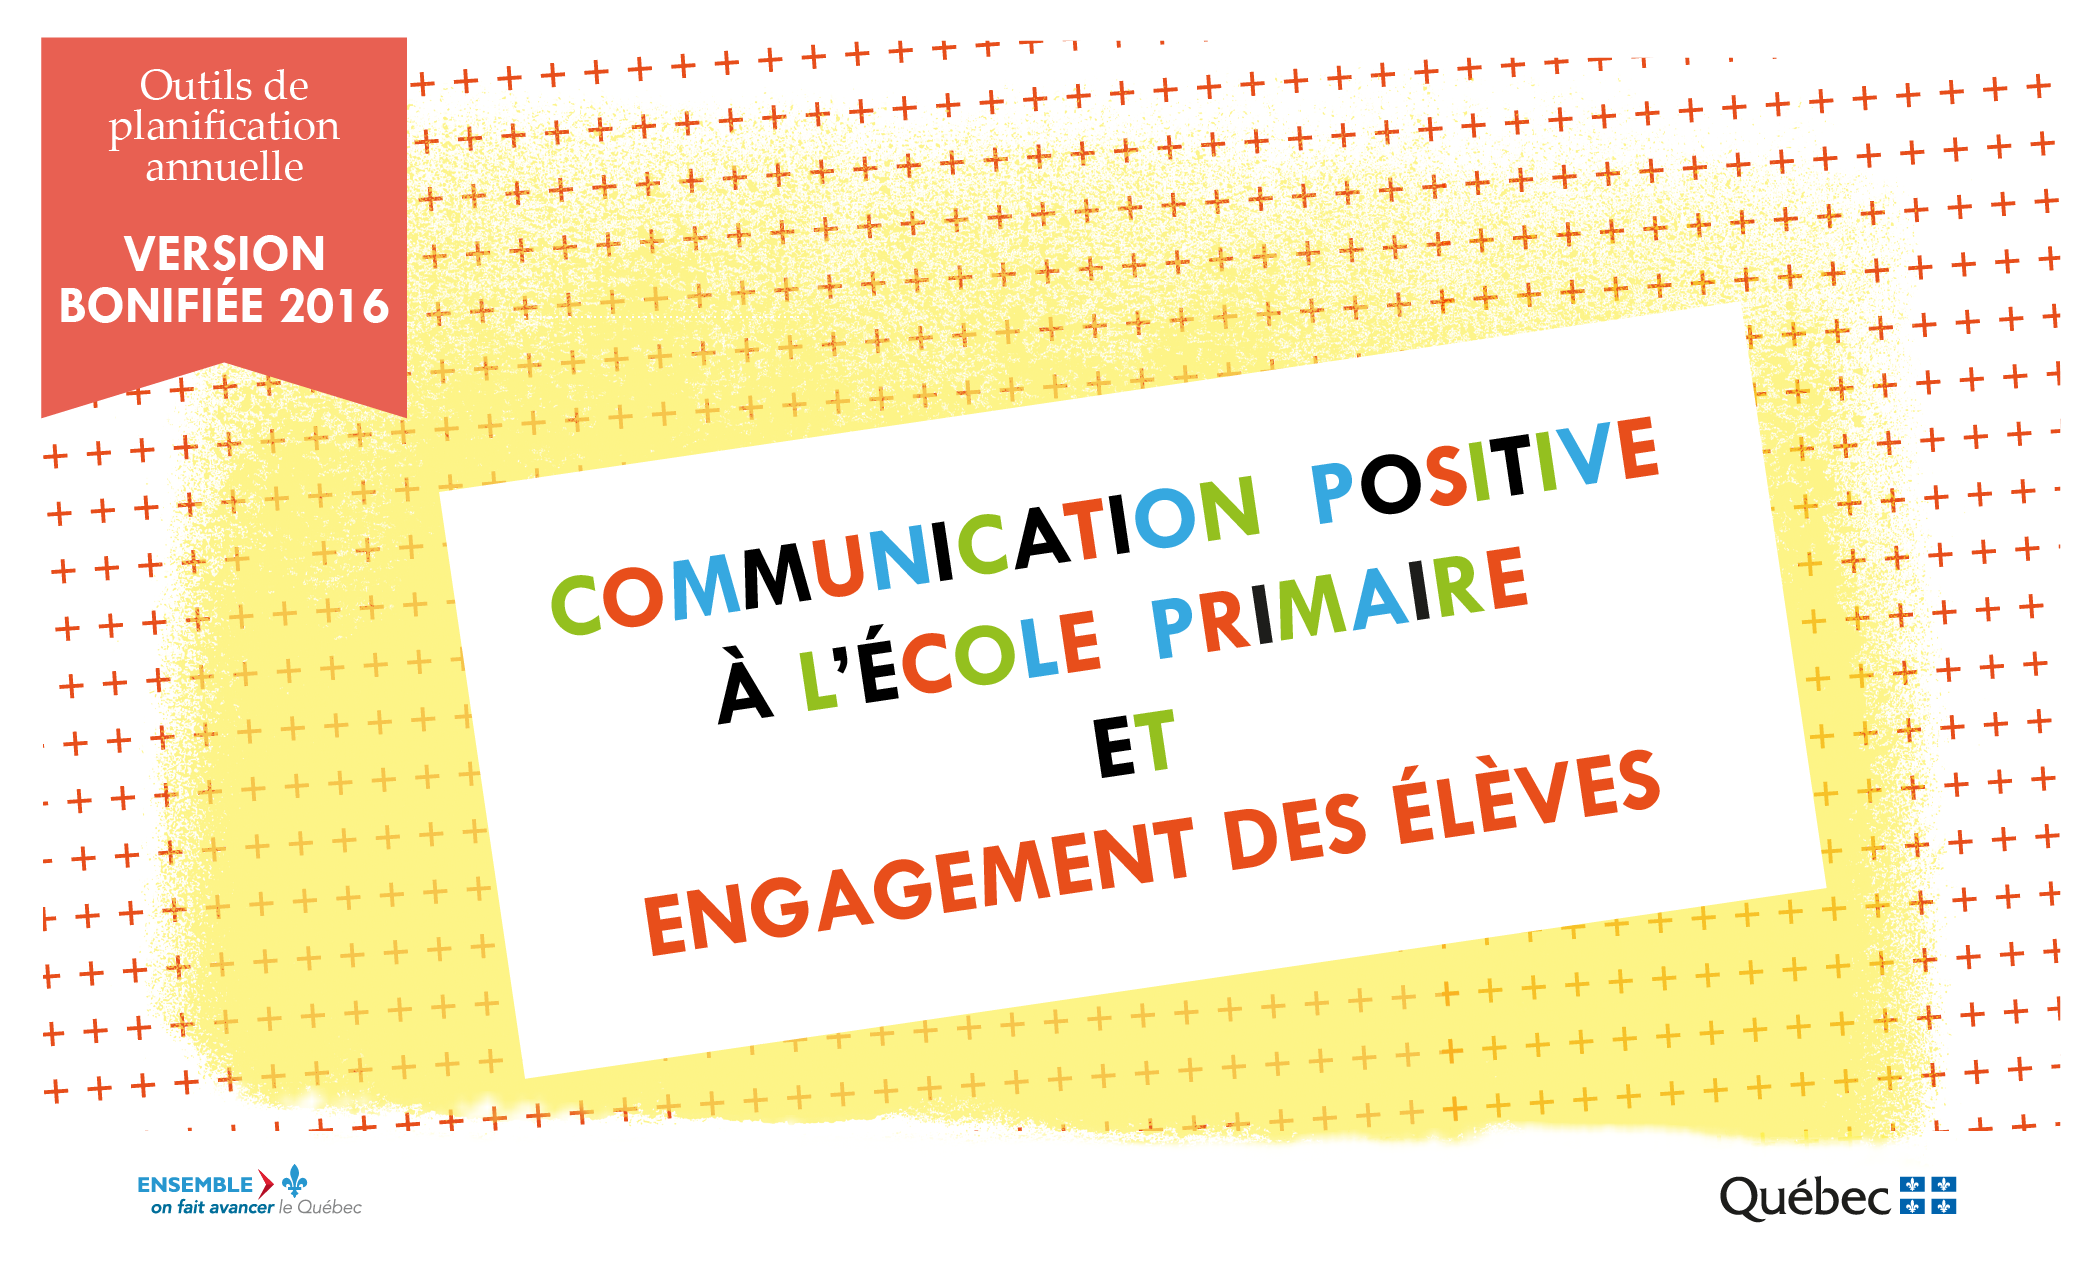 Outils de
planification
annuelle
VERSION
BONIFIÉE 2016
COMMUNICATION POSITIVE
À L’ÉCOLE PRIMAIRE
ET
ENGAGEMENT DES ÉLÈVES
ENSEMBLE
on fait avancer le Québec
Québec